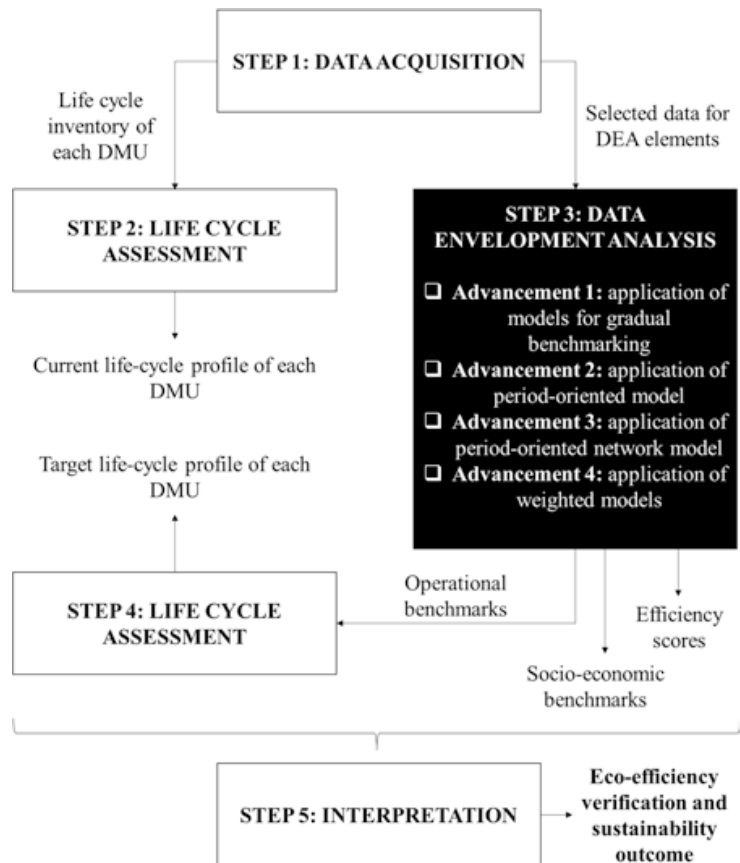 STEP 1: DATA ACQUISITION
Life cycle
inventory of
each DMU
Selected data for
DEA elements
STEP 2: LIFE CYCLE
ASSESSMENT
STEP 3: DATA
ENVELOPMENT ANALYSIS
Advancement 1: application of
models for gradual
benchmarking
Advancement 2: application of
period-oriented model
Advancement 3: application of
period-oriented network model
Advancement 4: application of
weighted models
Current life-cycle profile of each
DMU
Target life-cycle profile of each
DMU
STEP 4: LIFE CYCLE
ASSESSMENT
Operational
benchmarks
Efficiency
scores
Socio-economic
benchmarks
STEP 5: INTERPRETATION
Eco-efficiency
verification and
sustainability
outcome